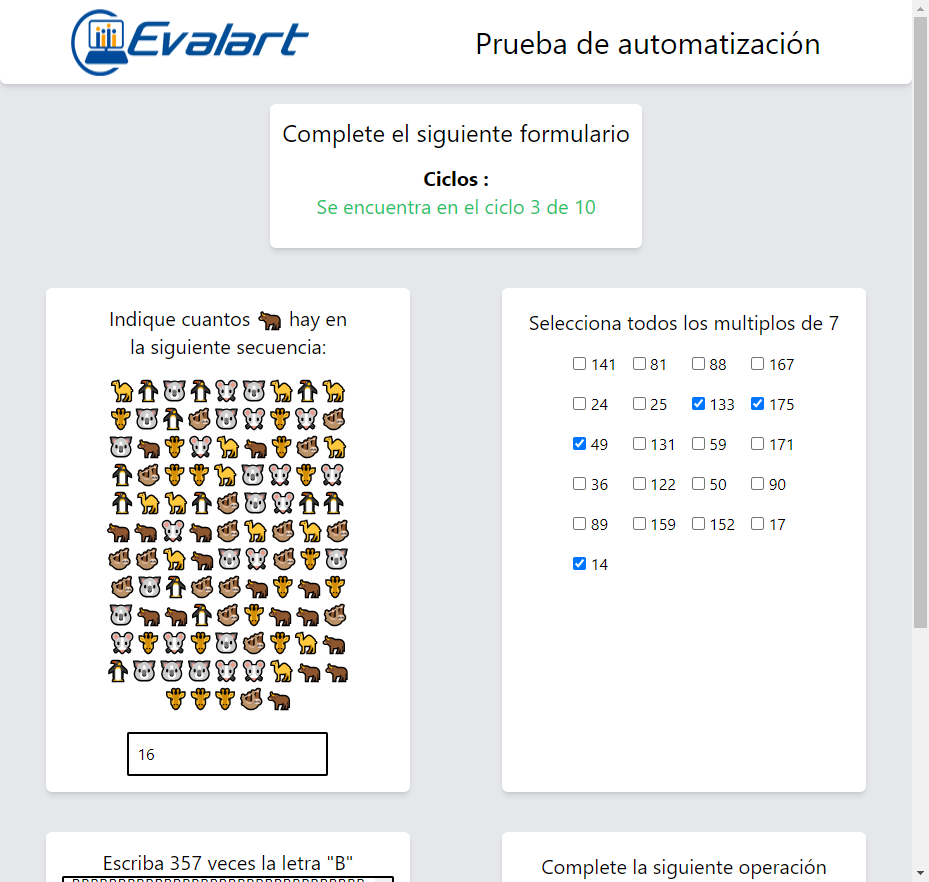 Evalart
Prueba de automatización
Complete el siguiente formulario
Ciclos :
Se encuentra en el ciclo 3 de 10
Indique cuantos hay en
la siguiente secuencia:
16
Selecciona todos los multiplos de 7
141 81 88 167
24 25 133 175
49 131 59 171
36 122 50 90
89 159 152 17
14
Escriba 357 veces la letra "B"
Complete la siguiente operación